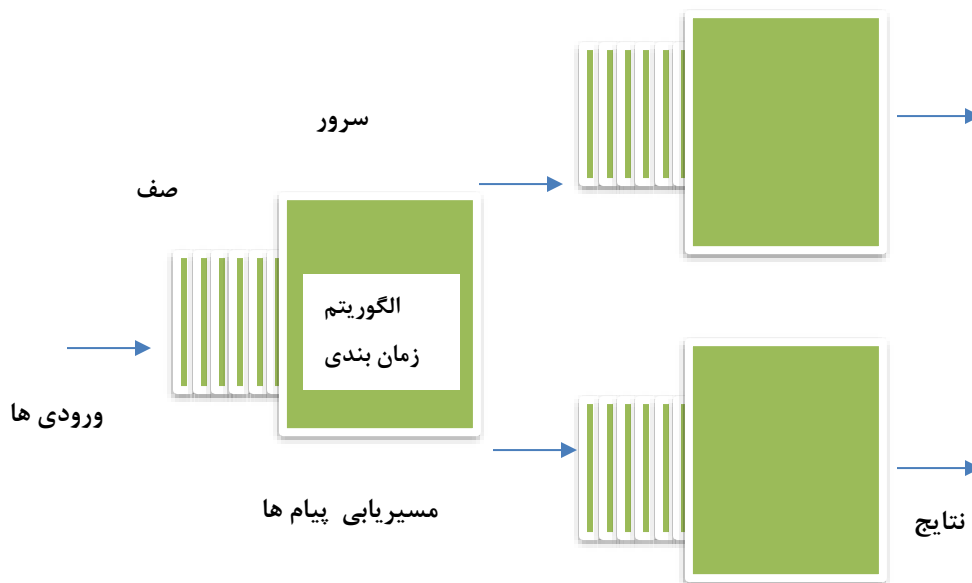 سرور
صف
الگوریتم
زمان بندی
ورودی ها
مسیریابی پیام ها
نتایج